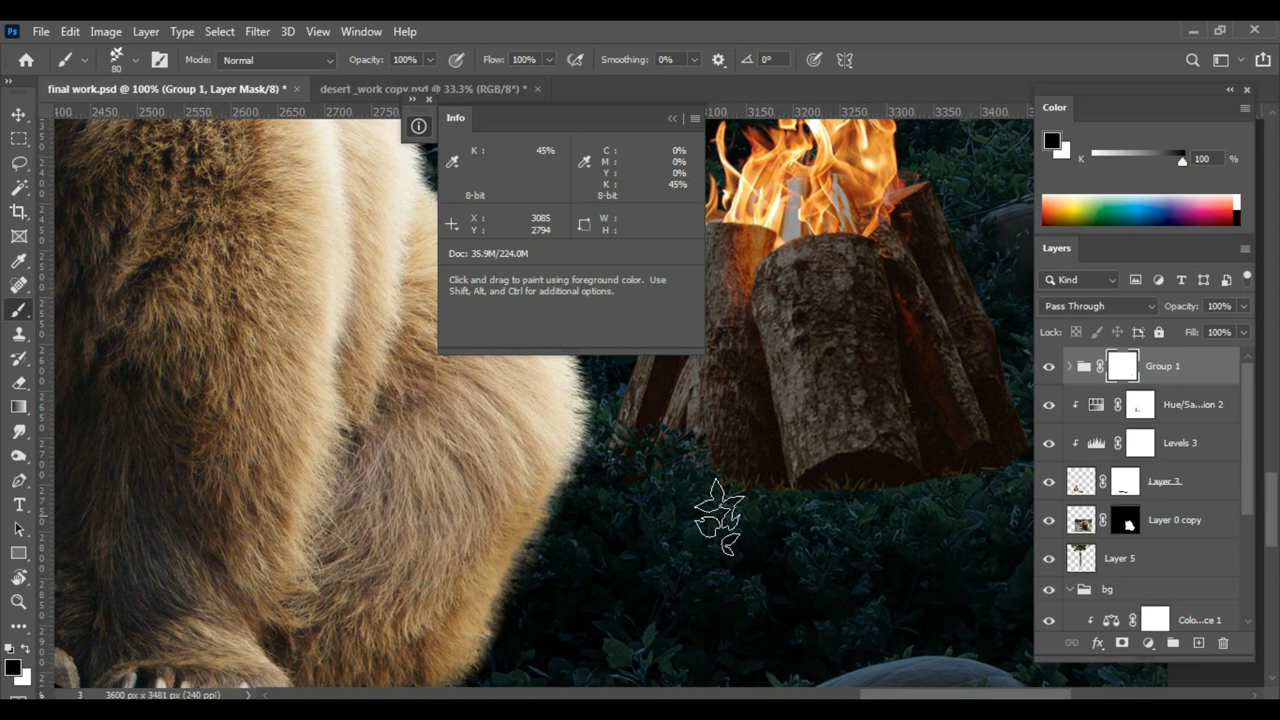 Ps File Edit Image Layer Type Select Filter 3D View Window Help
80 Mode: Normal Opacity: 100% Flow: 100% Smoothing: 0% 0°
final work.psd @ 100% (Group 1, Layer Mask/8) * × desert _work copy.psd @ 33.3% (RGB/8*) * ×
2450 2500 2550 2600 2650 2700 2750 3100 3150 3200 3250 3300 3350 3400
Info
K : 45% C : 0%
M : 0%
Y : 0%
K : 45%
8-bit 8-bit
X : 3085 W :
Y : 2794 H :
Doc: 35.9M/224.0M
Click and drag to paint using foreground color. Use
Shift, Alt, and Ctrl for additional options.
Color
K 100 %
Layers
Kind
Pass Through Opacity: 100%
Lock: Fill: 100%
Group 1
Hue/Sa...ion 2
Levels 3
Layer 3
Layer 0 copy
Layer 5
bg
Colo...ce 1
3600 px x 3481 px (240 ppi)